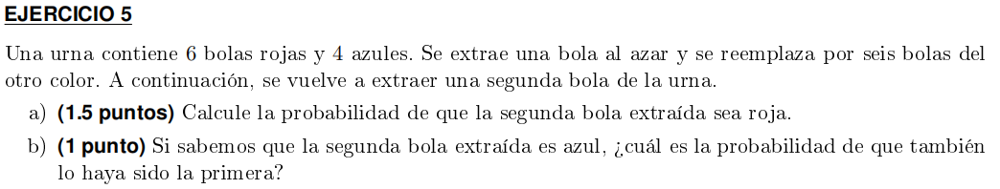 EJERCICIO 5
Una urna contiene 6 bolas rojas y 4 azules. Se extrae una bola al azar y se reemplaza por seis bolas del
otro color. A continuación, se vuelve a extraer una segunda bola de la urna.
a) (1.5 puntos) Calcule la probabilidad de que la segunda bola extraída sea roja.
b) (1 punto) Si sabemos que la segunda bola extraída es azul, ¿cuál es la probabilidad de que también
lo haya sido la primera?